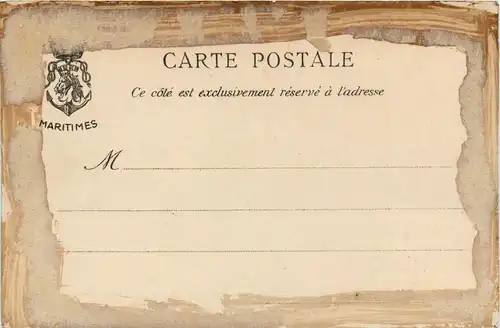 CARTE POSTALE
Ce côté est exclusivement réservé à l'adresse
MARITIMES
M